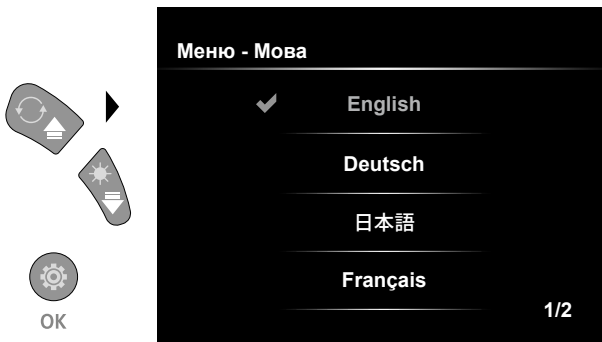 Меню - Мова
English
Deutsch
日本語
Français
1/2
OK